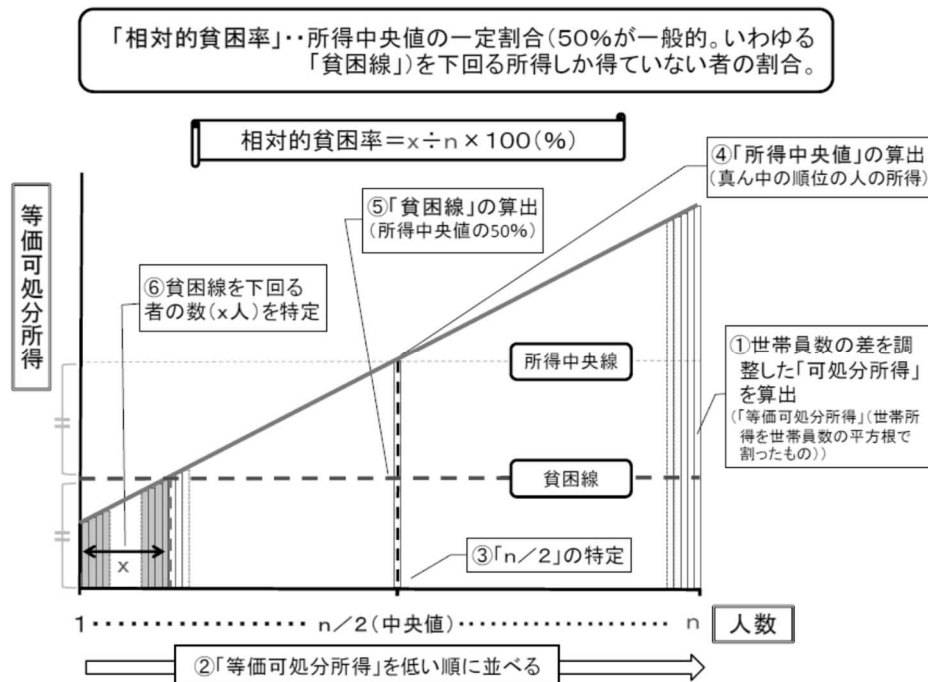 「相対的貧困率」‥所得中央値の一定割合(50%が一般的。いわゆる
「貧困線」)を下回る所得しか得ていない者の割合。
相対的貧困率=x÷n×100(%)
④「所得中央値」の算出
(真ん中の順位の人の所得)
等価可処分所得
⑤「貧困線」の算出
(所得中央値の50%)
⑥貧困線を下回る
者の数(x人)を特定
所得中央線
①世帯員数の差を調
整した「可処分所得」
を算出
(「等価可処分所得」(世帯所
得を世帯員数の平方根で
割ったもの))
貧困線
x
③「n/2」の特定
1・・・・・・・・・・・・・・・・・n/2(中央値)・・・・・・・・・・・・・・・・・n
人数
②「等価可処分所得」を低い順に並べる